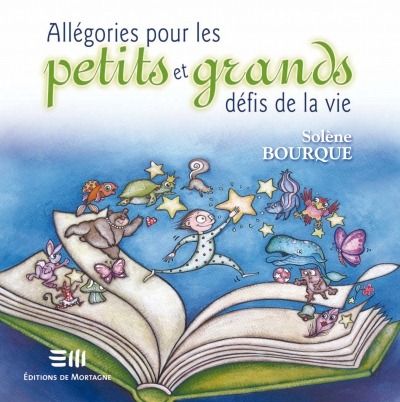 Allégories pour les
petits et grands
défis de la vie
Solène
BOURQUE
ÉDITIONS DE MORTAGNE